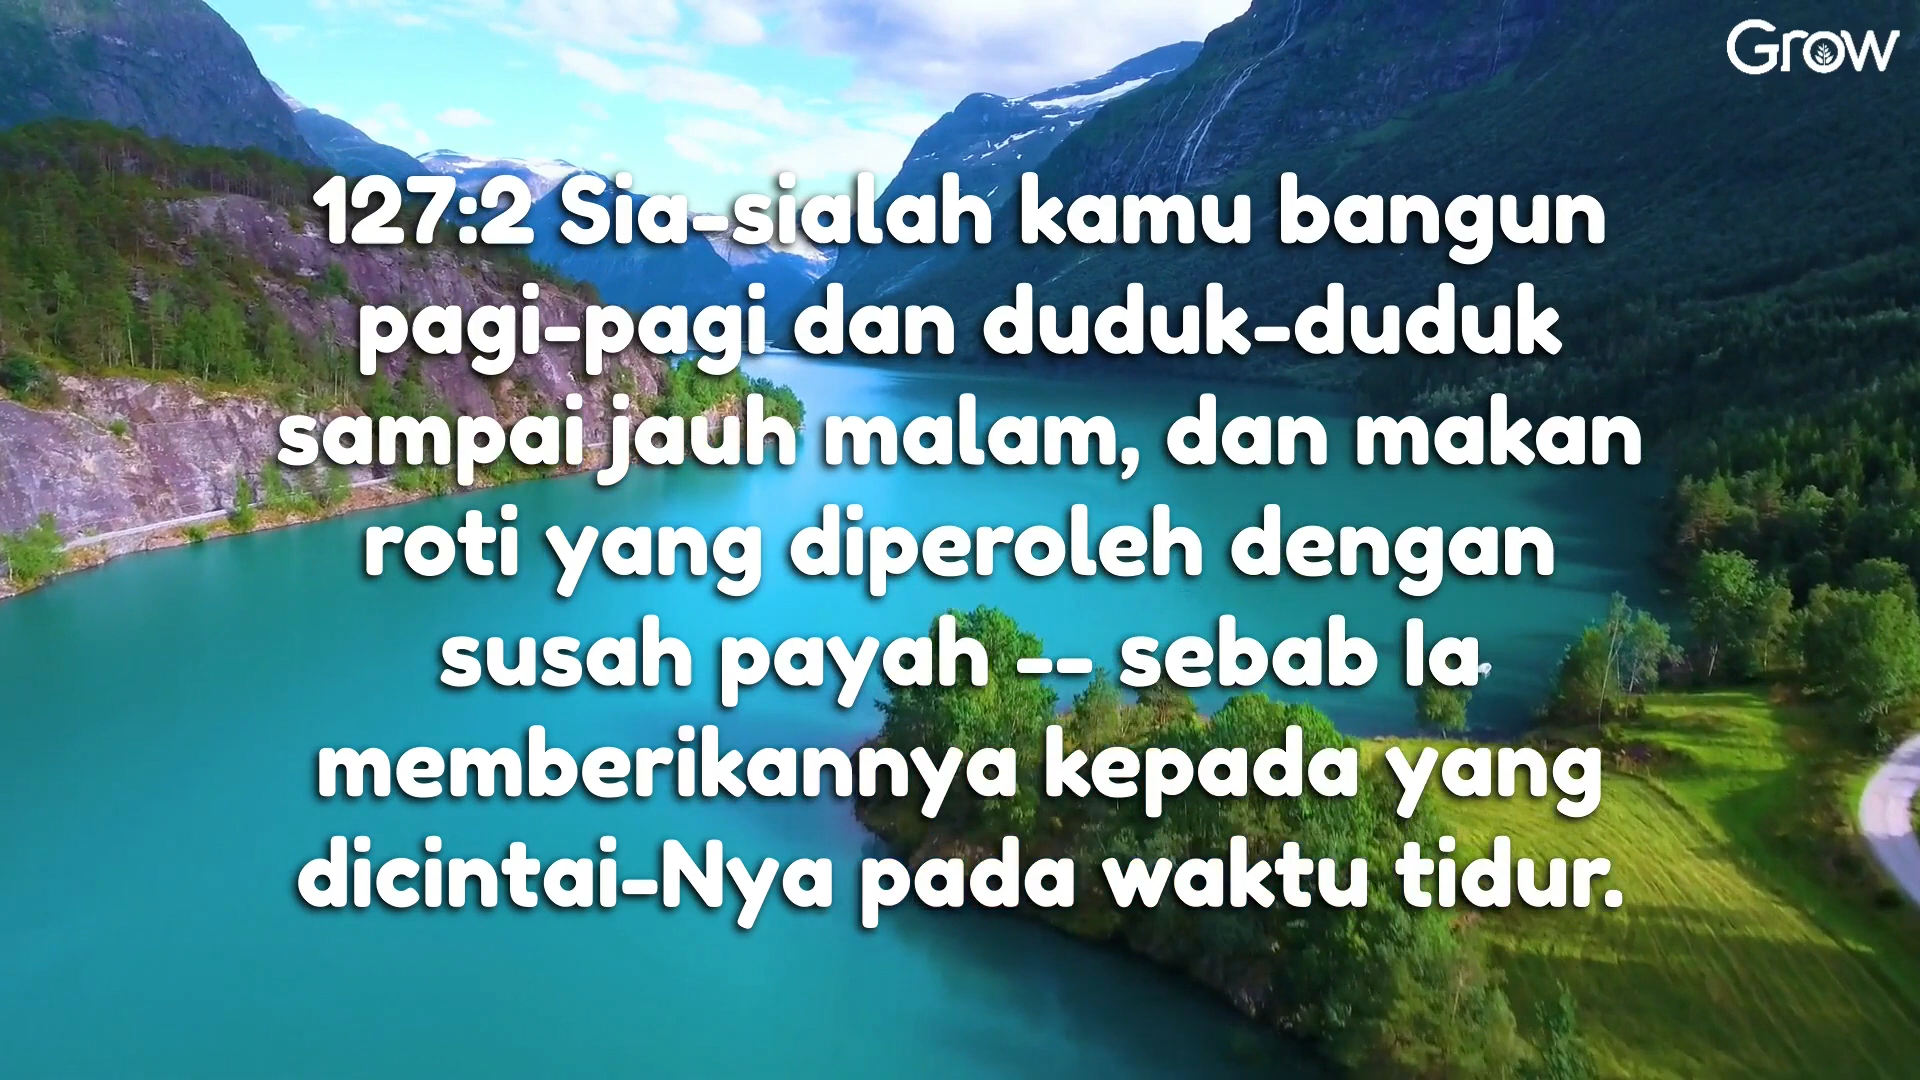 Grow
127:2 Sia-sialah kamu bangun
pagi-pagi dan duduk-duduk
sampai jauh malam, dan makan
roti yang diperoleh dengan
susah payah -- sebab Ia
memberikannya kepada yang
dicintai-Nya pada waktu tidur.